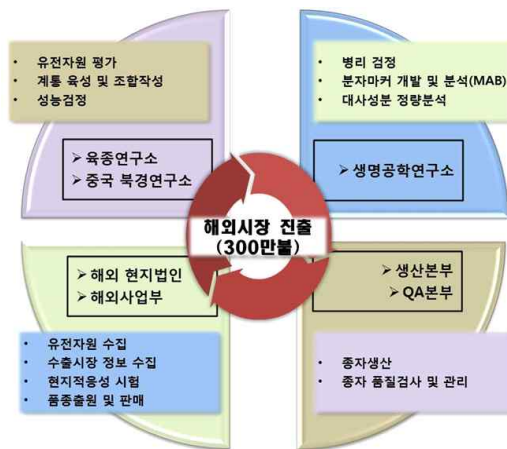 • 유전자원 평가
• 계통 육성 및 조합작성
• 성능검정
➢ 육종연구소
➢ 중국 북경연구소
• 병리 검정
• 분자마커 개발 및 분석(MAB)
• 대사성분 정량분석
➢ 생명공학연구소
해외시장 진출
(300만불)
➢ 해외 현지법인
➢ 해외사업부
• 유전자원 수집
• 수출시장 정보 수집
• 현지적응성 시험
• 품종출원 및 판매
➢ 생산본부
➢ QA본부
• 종자생산
• 종자 품질검사 및 관리